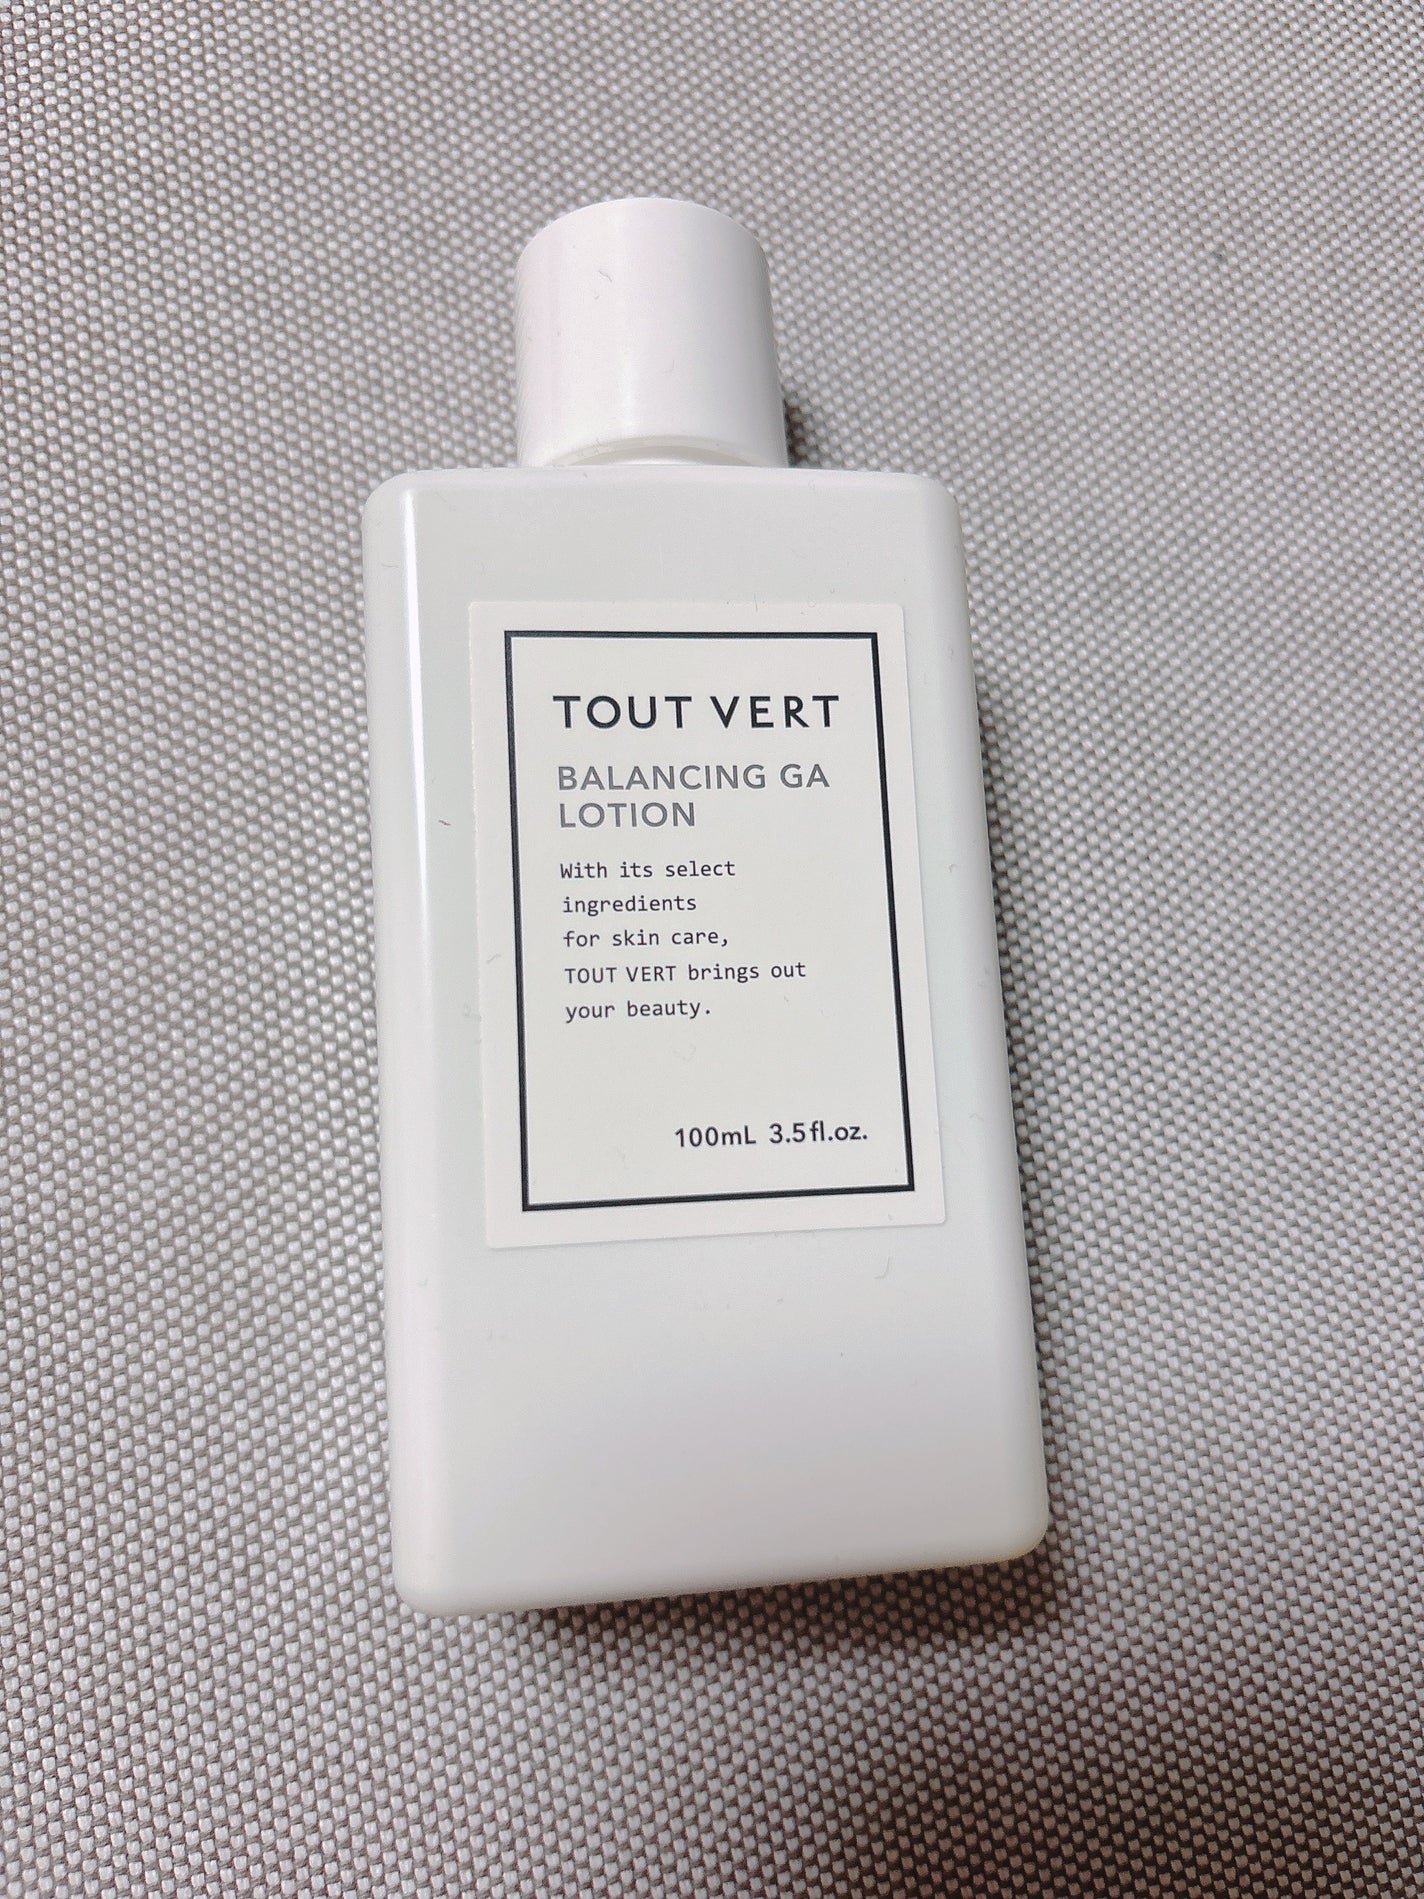 TOUT VERT
BALANCING GA
LOTION
With its select
ingredients
for skin care,
TOUT VERT brings out
your beauty.
100mL 3.5fl.oz.